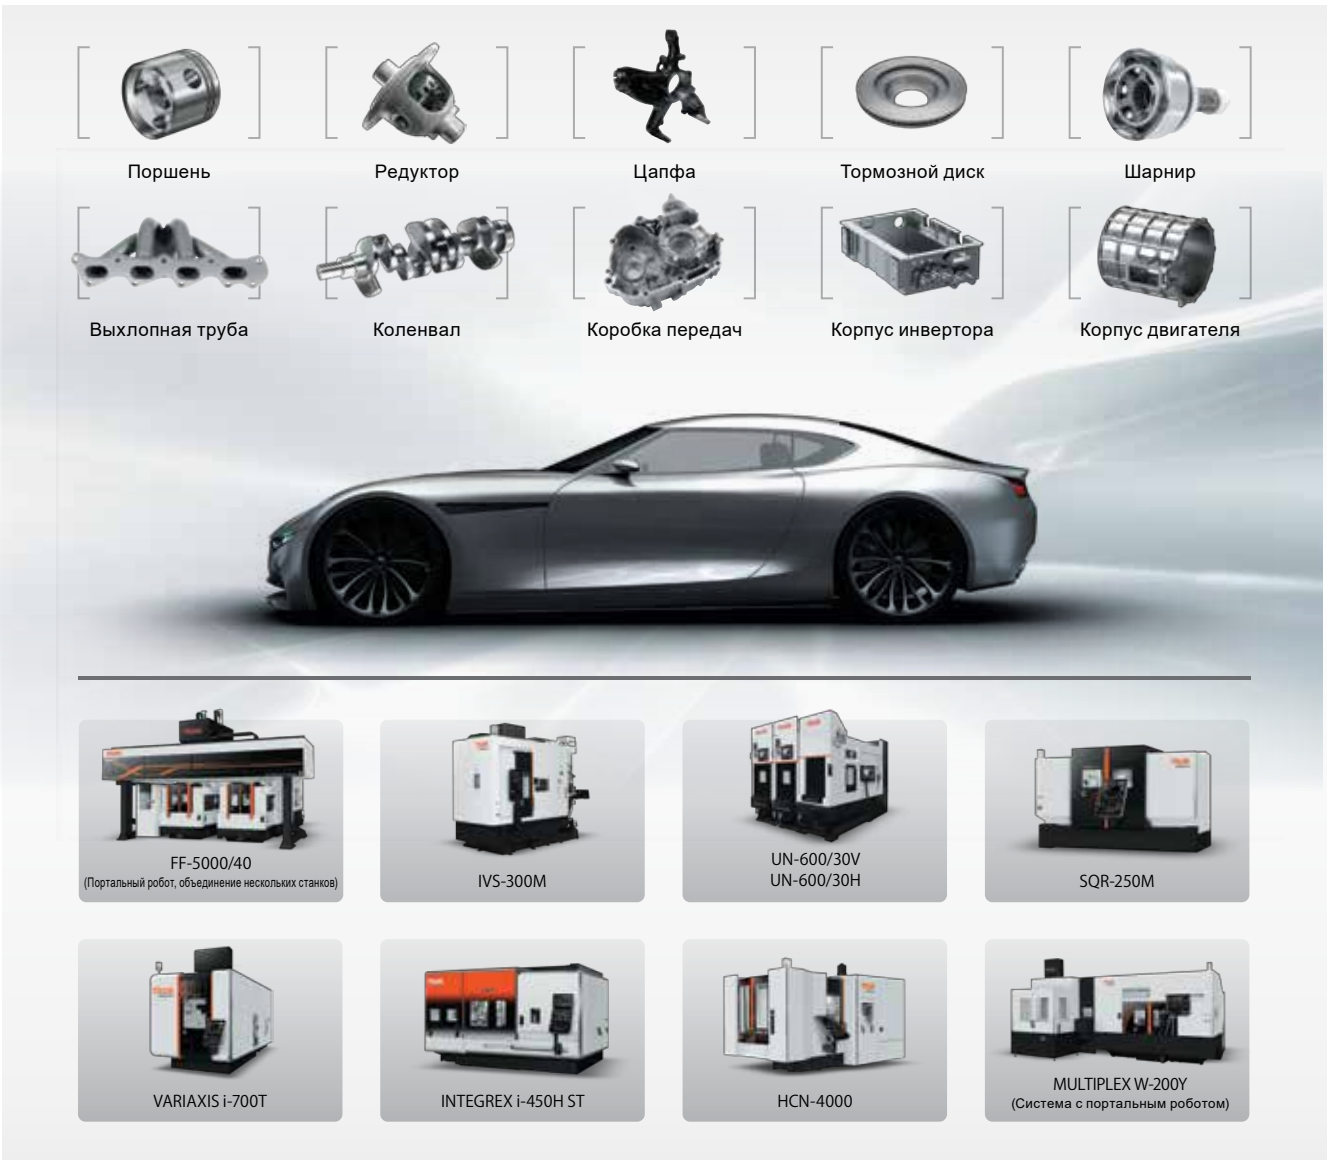 Поршень
Редуктор
Цапфа
Тормозной диск
Шарнир
Выхлопная труба
Коленвал
Коробка передач
Корпус инвертора
Корпус двигателя
FF-5000/40
(Портальный робот, объединение нескольких станков)
IVS-300M
UN-600/30V
UN-600/30H
SQR-250M
VARIAXIS i-700T
INTEGREX i-450H ST
HCN-4000
MULTIPLEX W-200Y
(Система с портальным роботом)